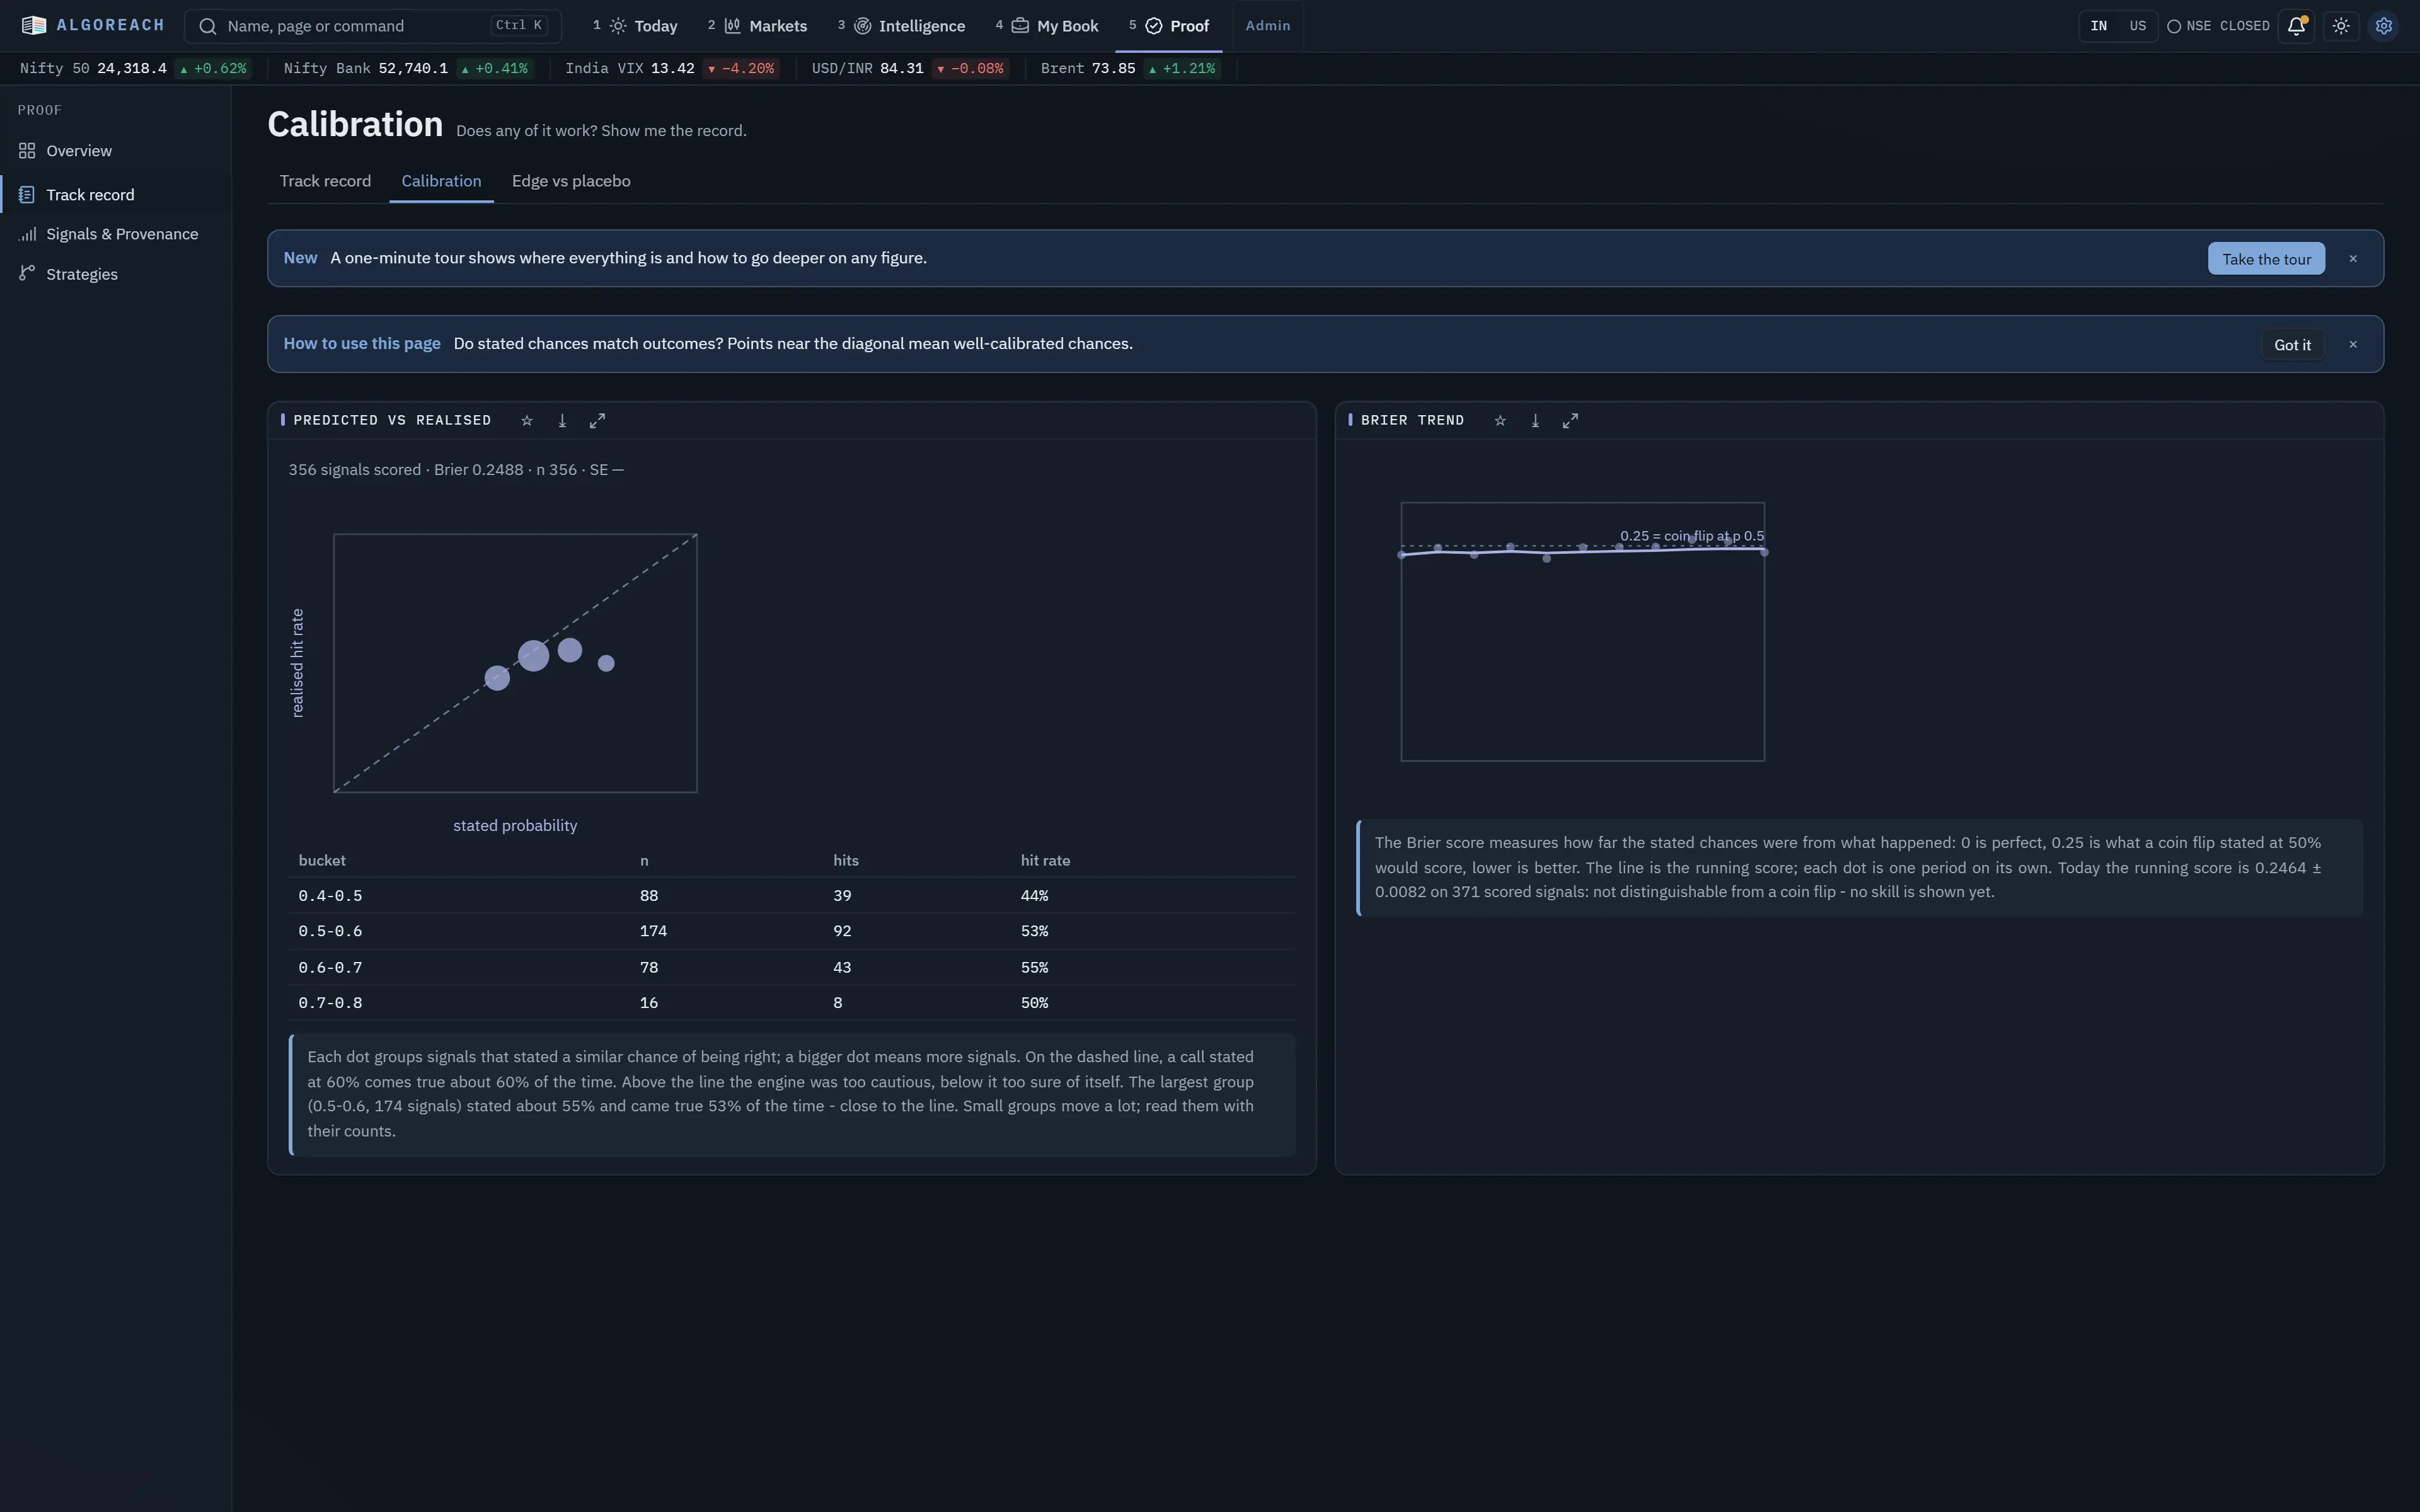 ALGOREACH Name, page or command Ctrl K 1 Today 2 Markets 3 Intelligence 4 My Book 5 Proof Admin IN US NSE CLOSED
Nifty 50 24,318.4 ▲ +0.62% Nifty Bank 52,740.1 ▲ +0.41% India VIX 13.42 ▼ −4.20% USD/INR 84.31 ▼ −0.08% Brent 73.85 ▲ +1.21%
PROOF
Overview
Track record
Signals & Provenance
Strategies
Calibration Does any of it work? Show me the record.
Track record Calibration Edge vs placebo
New A one-minute tour shows where everything is and how to go deeper on any figure. Take the tour ×
How to use this page Do stated chances match outcomes? Points near the diagonal mean well-calibrated chances. Got it ×
PREDICTED VS REALISED
356 signals scored · Brier 0.2488 · n 356 · SE —
realised hit rate
stated probability
bucket n hits hit rate
0.4-0.5 88 39 44%
0.5-0.6 174 92 53%
0.6-0.7 78 43 55%
0.7-0.8 16 8 50%
Each dot groups signals that stated a similar chance of being right; a bigger dot means more signals. On the dashed line, a call stated
at 60% comes true about 60% of the time. Above the line the engine was too cautious, below it too sure of itself. The largest group
(0.5-0.6, 174 signals) stated about 55% and came true 53% of the time - close to the line. Small groups move a lot; read them with
their counts.
BRIER TREND
0.25 = coin flip at p 0.5
The Brier score measures how far the stated chances were from what happened: 0 is perfect, 0.25 is what a coin flip stated at 50%
would score, lower is better. The line is the running score; each dot is one period on its own. Today the running score is 0.2464 ±
0.0082 on 371 scored signals: not distinguishable from a coin flip - no skill is shown yet.